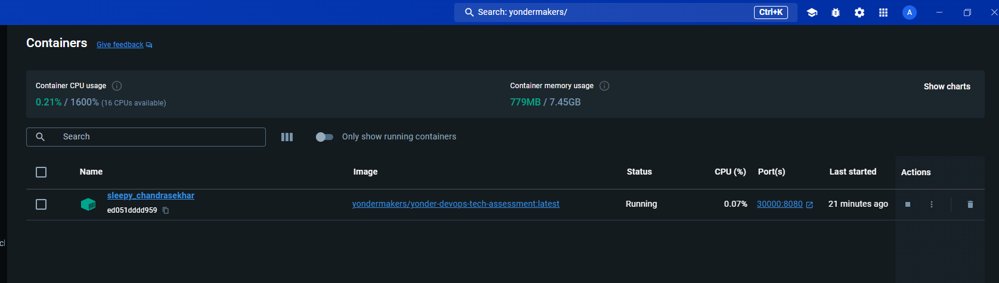 Search: yondermakers/ Ctrl+K A
Containers Give feedback
Container CPU usage Container memory usage Show charts
0.21% / 1600% (16 CPUs available) 779MB / 7.45GB
Search Only show running containers
Name Image Status CPU (%) Port(s) Last started Actions
sleepy_chandrasekhar
yondermakers/yonder-devops-tech-assessment:latest Running 0.07% 30000:8080 21 minutes ago
ed051dddd959